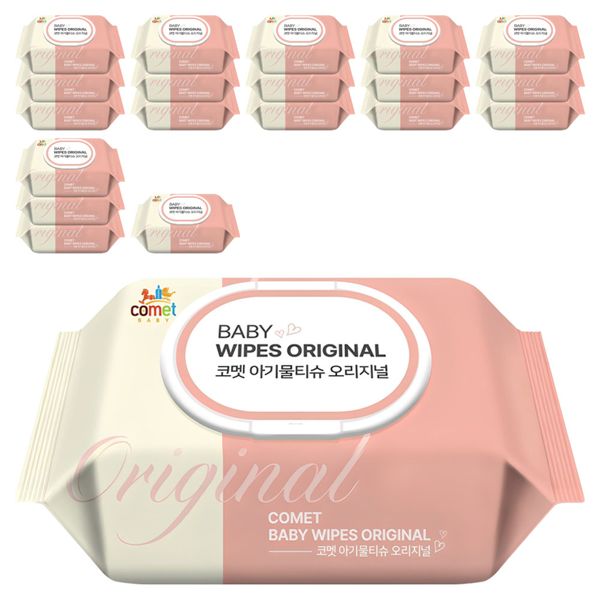 comet
BABY
BABY
WIPES ORIGINAL
코멧 아기물티슈 오리지널
Original
COMET
BABY WIPES ORIGINAL
코멧 아기물티슈 오리지널